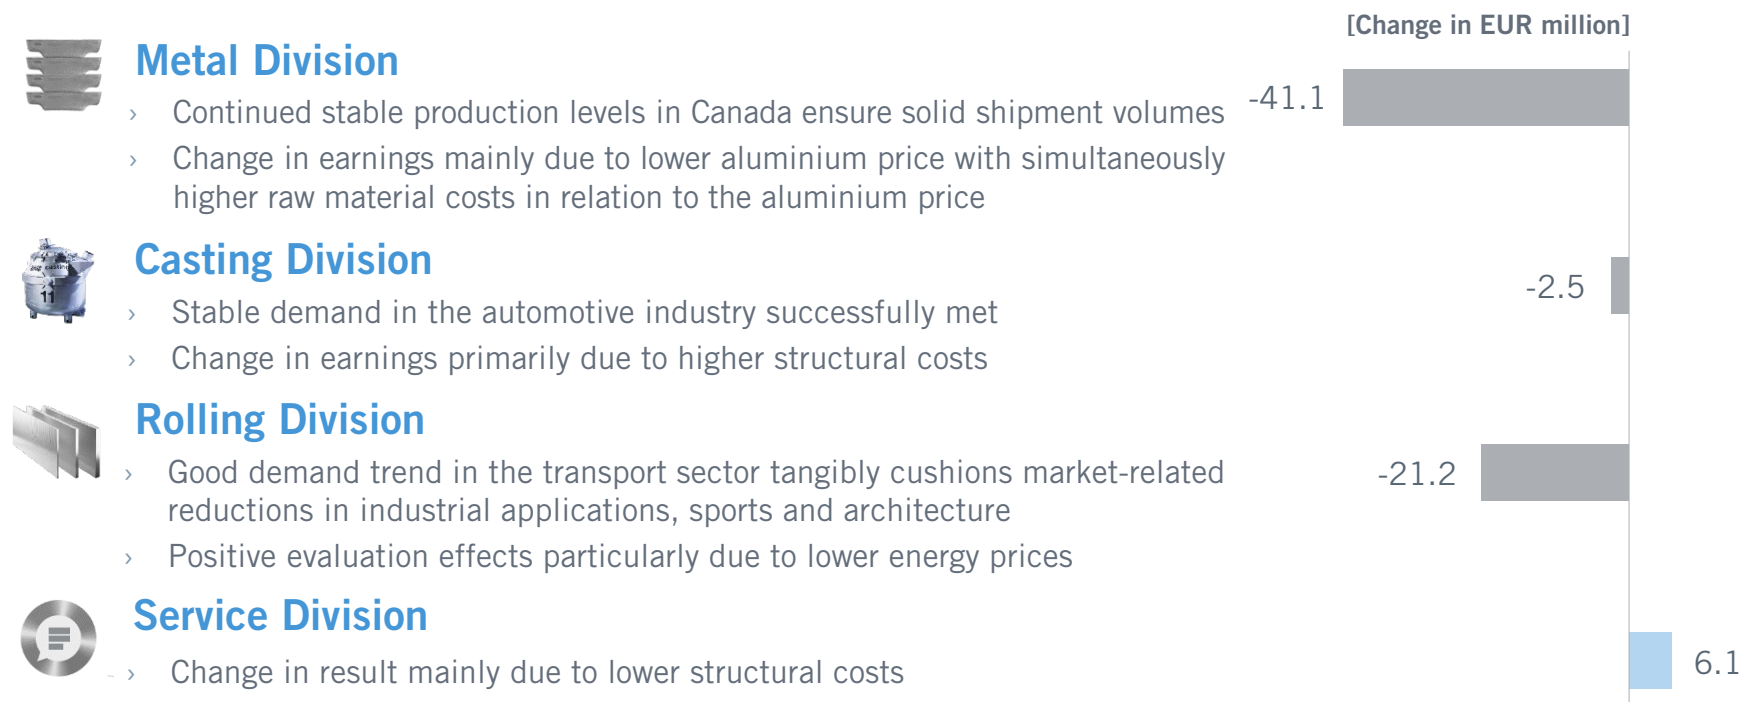 [Change in EUR million]
Metal Division
› Continued stable production levels in Canada ensure solid shipment volumes
-41.1
› Change in earnings mainly due to lower aluminium price with simultaneously
higher raw material costs in relation to the aluminium price
Casting Division
11
› Stable demand in the automotive industry successfully met
-2.5
› Change in earnings primarily due to higher structural costs
Rolling Division
› Good demand trend in the transport sector tangibly cushions market-related
reductions in industrial applications, sports and architecture
-21.2
› Positive evaluation effects particularly due to lower energy prices
Service Division
› Change in result mainly due to lower structural costs
6.1